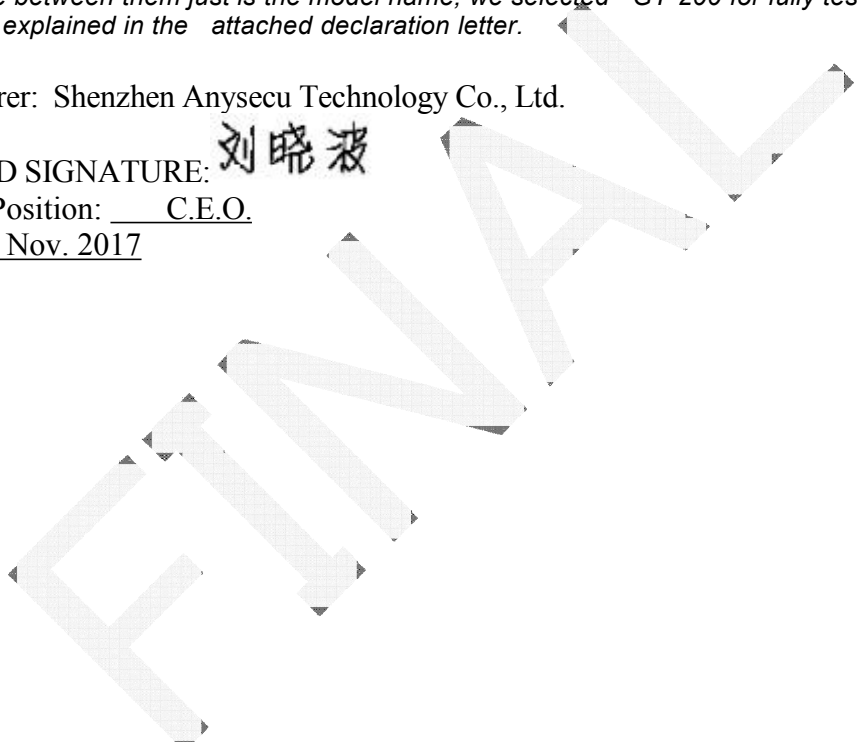 between them just is the model name, we selected GT-200 for fully
explained in the attached declaration letter.
rer: Shenzhen Anysecu Technology Co., Ltd.
D SIGNATURE: 刘晓波
Position: C.E.O.
Nov. 2017
FINAL